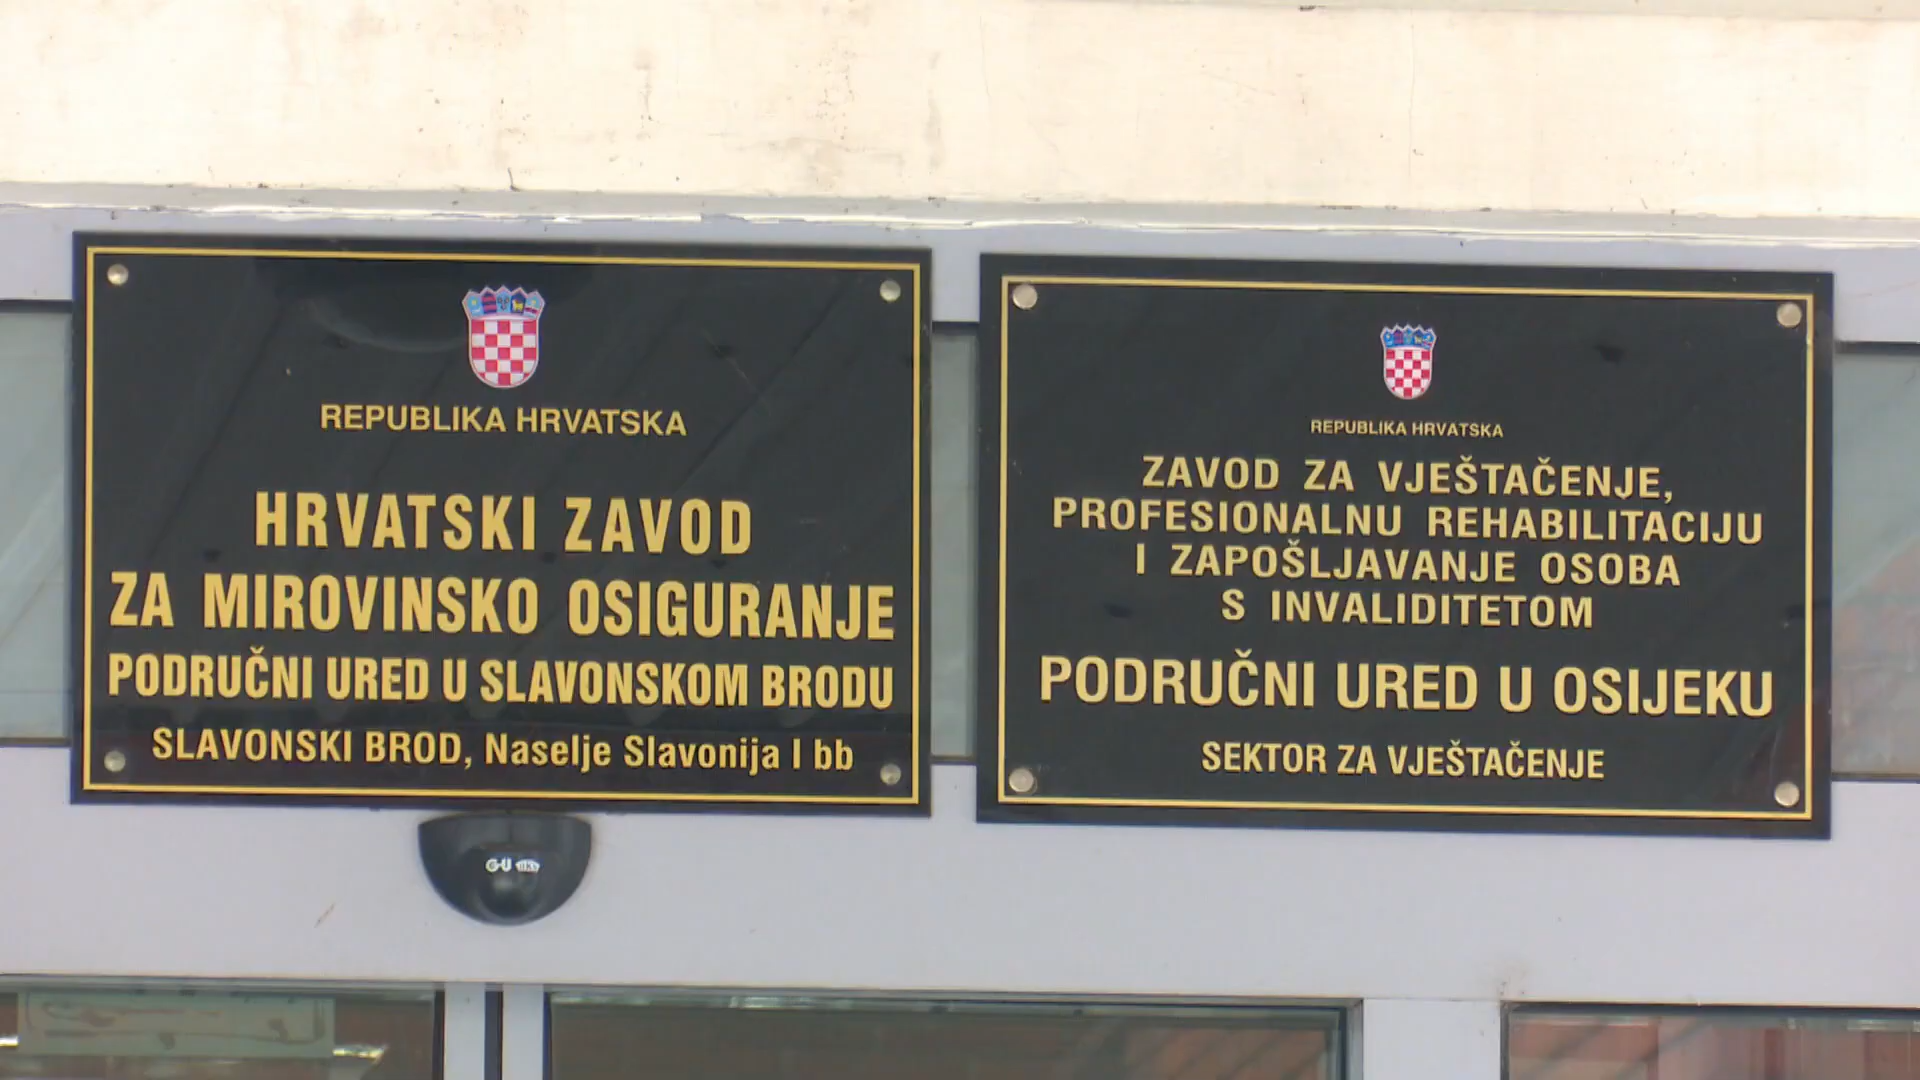 REPUBLIKA HRVATSKA
HRVATSKI ZAVOD
ZA MIROVINSKO OSIGURANJE
PODRUČNI URED U SLAVONSKOM BRODU
SLAVONSKI BROD, Naselje Slavonija I bb
G-U
REPUBLIKA HRVATSKA
ZAVOD ZA VJEŠTAČENJE,
PROFESIONALNU REHABILITACIJU
I ZAPOŠLJAVANJE OSOBA
S INVALIDITETOM
PODRUČNI URED U OSIJEKU
SEKTOR ZA VJEŠTAČENJE